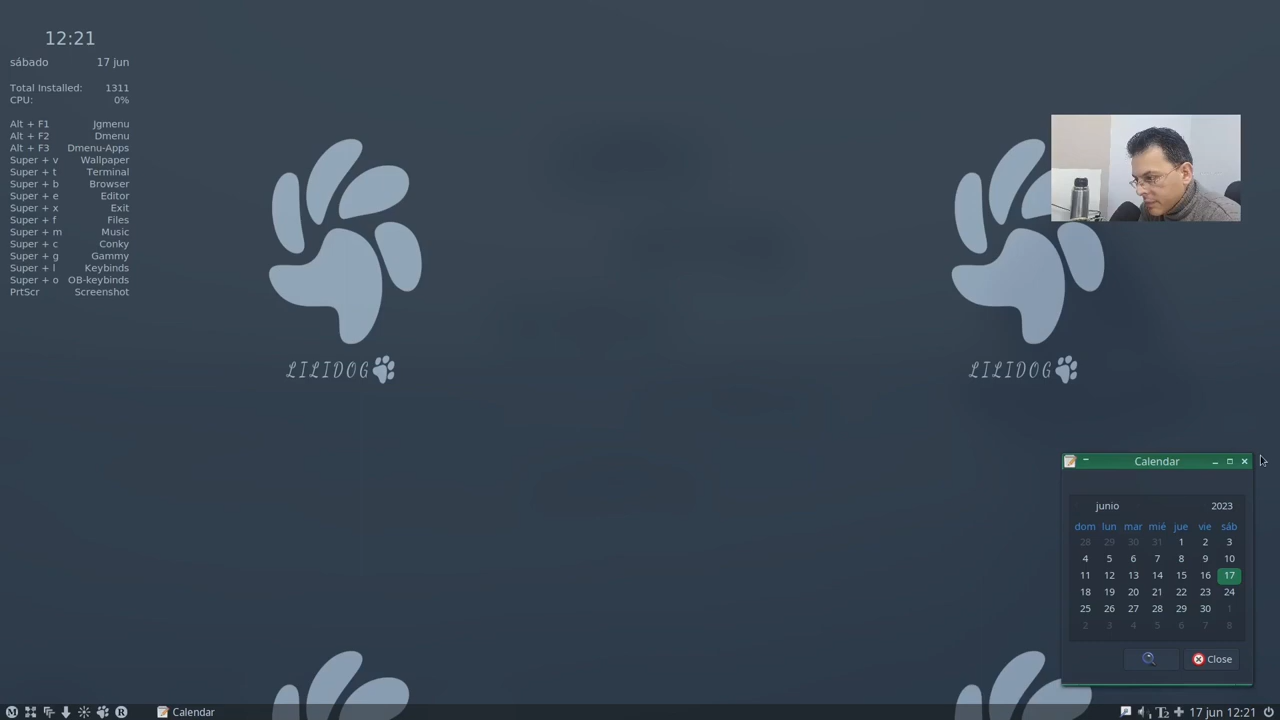 12:21
sábado 17 jun
Total Installed: 1311
CPU: 0%
Alt + F1 Jgmenu
Alt + F2 Dmenu
Alt + F3 Dmenu-Apps
Super + v Wallpaper
Super + t Terminal
Super + b Browser
Super + e Editor
Super + x Exit
Super + f Files
Super + m Music
Super + c Conky
Super + g Gammy
Super + l Keybinds
Super + o OB-keybinds
PrtScr Screenshot
LILIDOG
LILIDOG
Calendar
junio 2023
dom lun mar mié jue vie sáb
28 29 30 31 1 2 3
4 5 6 7 8 9 10
11 12 13 14 15 16 17
18 19 20 21 22 23 24
25 26 27 28 29 30 1
2 3 4 5 6 7 8
Close
Calendar
17 jun 12:21